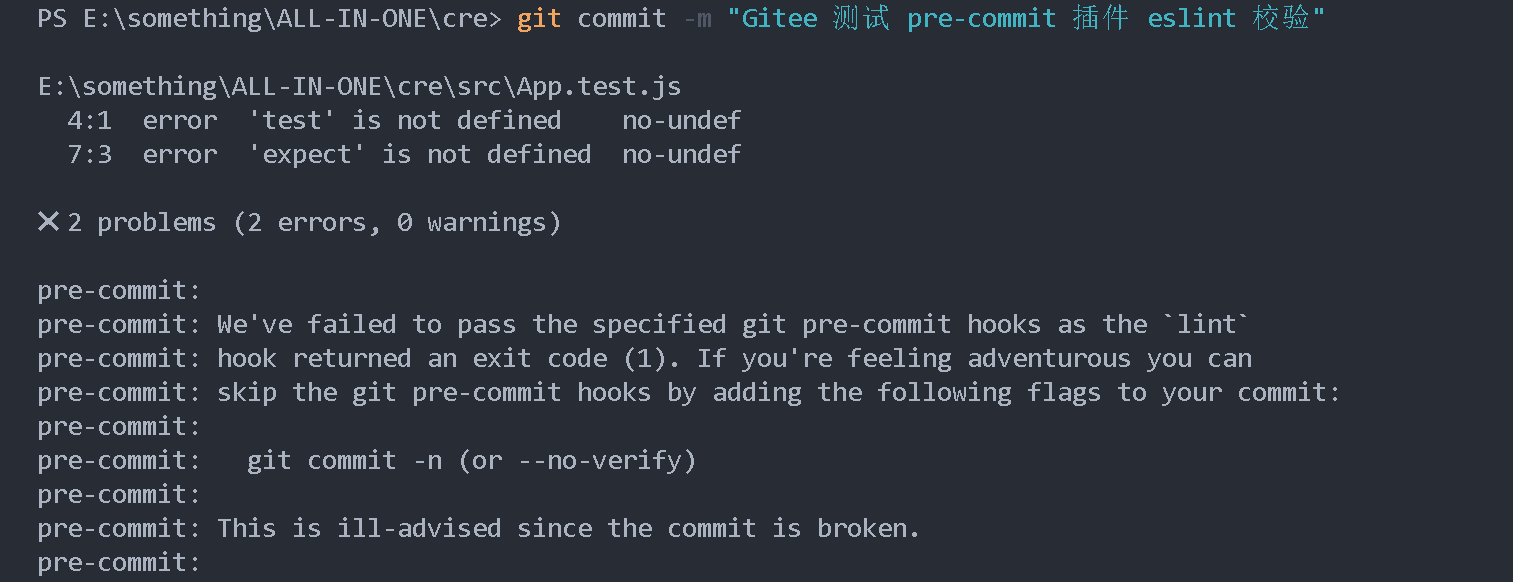 PS E:\something\ALL-IN-ONE\cre> git commit -m "Gitee 测试 pre-commit 插件 eslint 校验"
E:\something\ALL-IN-ONE\cre\src\App.test.js
4:1  error  'test' is not defined    no-undef
7:3  error  'expect' is not defined  no-undef
✕ 2 problems (2 errors, 0 warnings)
pre-commit:
pre-commit: We've failed to pass the specified git pre-commit hooks as the `lint`
pre-commit: hook returned an exit code (1). If you're feeling adventurous you can
pre-commit: skip the git pre-commit hooks by adding the following flags to your commit:
pre-commit:
pre-commit:   git commit -n (or --no-verify)
pre-commit:
pre-commit: This is ill-advised since the commit is broken.
pre-commit: